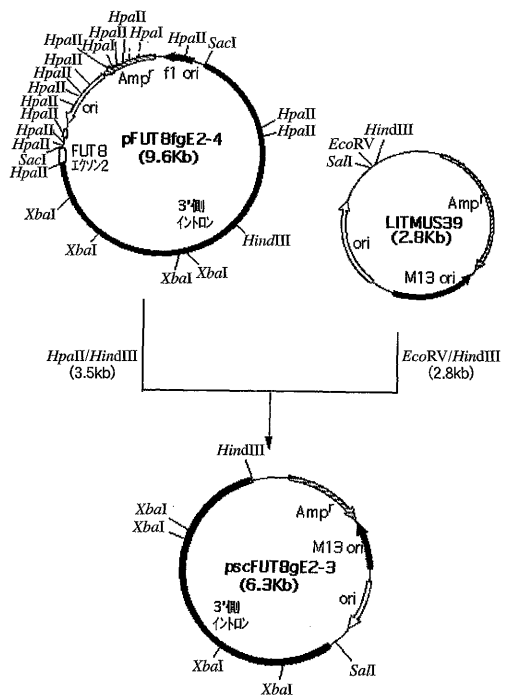 HpaII
HpaII
HpaI
HpaI
HpaII
SacI
HpaII
HpaII
HpaII
HpaII
HpaII
HpaII
HpaII
HpaII
SacI
HpaII
Ampʳ
f1 ori
ori
FUT8
エクソン2
pFUT8fgE2-4
(9.6Kb)
HpaII
HpaII
3'側
イントロン
HindIII
XbaI
XbaI
XbaI
XbaI
HindIII
EcoRV
SalI
Ampʳ
LITMUS39
(2.8Kb)
ori
M13 ori
HpaII/HindIII
(3.5kb)
EcoRV/HindIII
(2.8kb)
HindIII
XbaI
XbaI
Ampʳ
M13 ori
pscFUT8gE2-3
(6.3Kb)
ori
3'側
イントロン
XbaI
SalI
XbaI